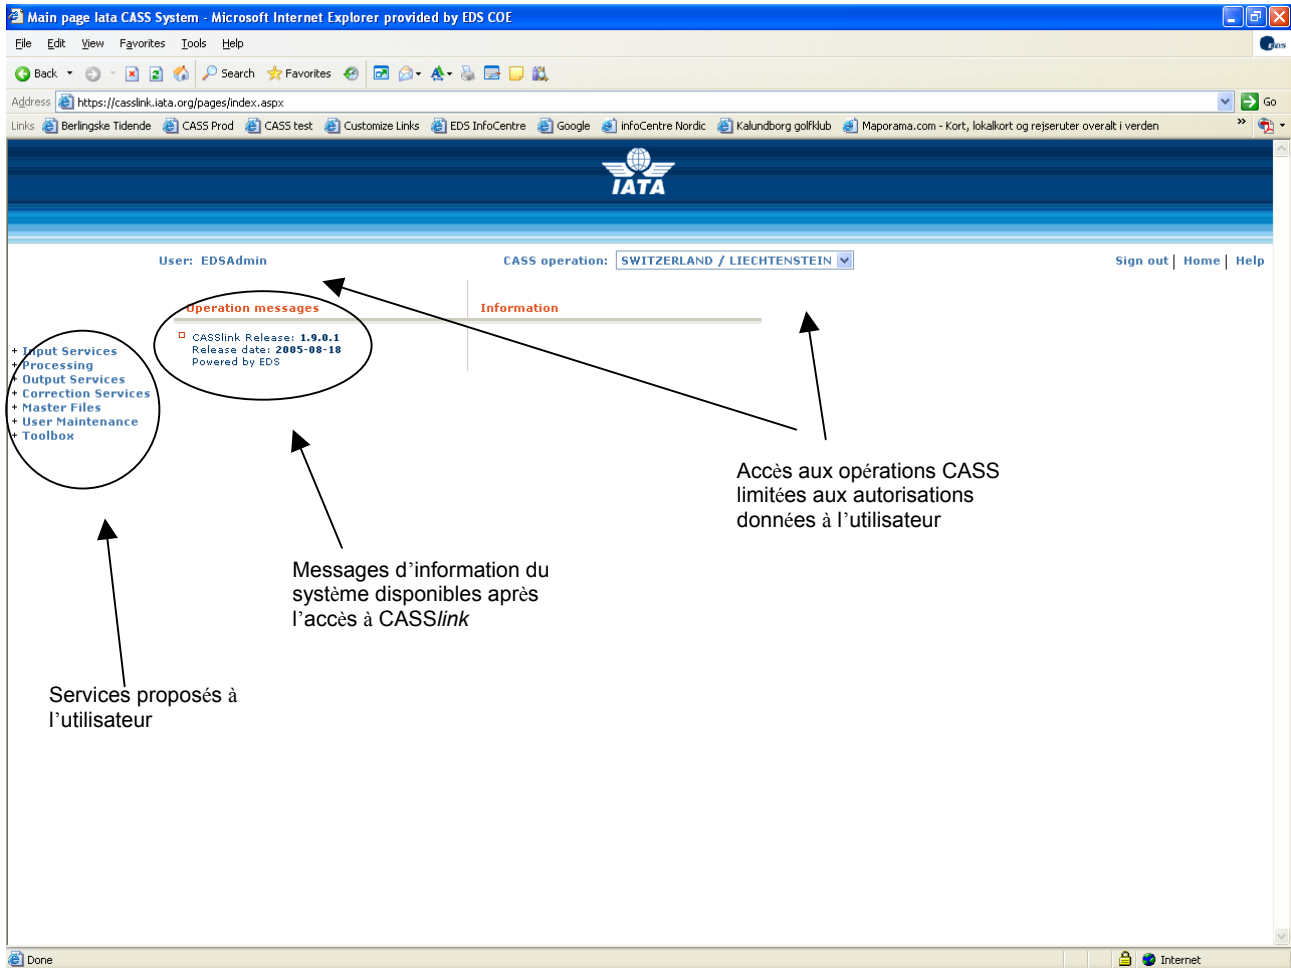 Main page Iata CASS System - Microsoft Internet Explorer provided by EDS COE
File Edit View Favorites Tools Help
EDS
Back Search Favorites
Address https://casslink.iata.org/pages/index.aspx Go
Links Berlingske Tidende CASS Prod CASS test Customize Links EDS InfoCentre Google infoCentre Nordic Kalundborg golfklub Maporama.com - Kort, lokalkort og rejseruter overalt i verden »
IATA
User: EDSAdmin CASS operation: SWITZERLAND / LIECHTENSTEIN Sign out | Home | Help
Operation messages Information
CASSlink Release: 1.9.0.1
Release date: 2005-08-18
Powered by EDS
+ Input Services
+ Processing
+ Output Services
+ Correction Services
+ Master Files
+ User Maintenance
+ Toolbox
Accès aux opérations CASS
limitées aux autorisations
données à l’utilisateur
Messages d’information du
système disponibles après
l’accès à CASSlink
Services proposés à
l’utilisateur
Done Internet